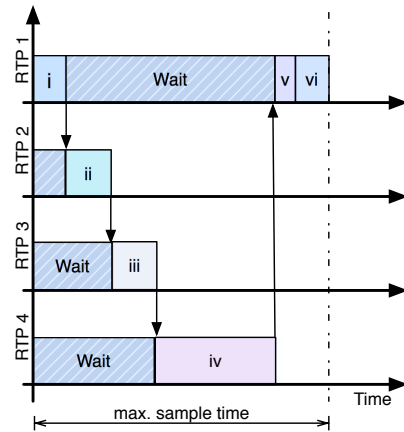 RTP 1
i
Wait
v
vi
RTP 2
ii
RTP 3
Wait
iii
RTP 4
Wait
iv
Time
max. sample time